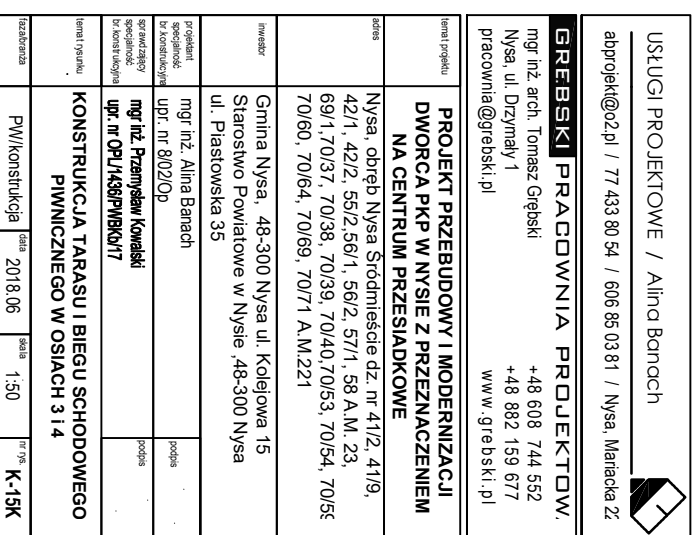 USŁUGI PROJEKTOWE / Alina Banach
abprojekt@o2.pl / 77 433 80 54 / 606 85 03 81 / Nysa, Mariacka 22
GRĘBSKI PRACOWNIA PROJEKTOW.
mgr inż. arch. Tomasz Grębski +48 608 744 552
Nysa, ul. Drzymały 1 +48 882 159 677
pracownia@grebski.pl www.grebski.pl
temat projektu
PROJEKT PRZEBUDOWY I MODERNIZACJI
DWORCA PKP W NYSIE Z PRZEZNACZENIEM
NA CENTRUM PRZESIADKOWE
adres
Nysa, obręb Nysa Śródmieście dz. nr 41/2, 41/9,
42/1, 42/2, 55/2,56/1, 56/2, 57/1, 58 A.M. 23,
69/1,70/37, 70/38, 70/39, 70/40,70/53, 70/54, 70/59
70/60, 70/64, 70/69, 70/71 A.M.221
inwestor
Gmina Nysa, 48-300 Nysa ul. Kolejowa 15
Starostwo Powiatowe w Nysie ,48-300 Nysa
ul. Piastowska 35
projektant
specjalność
br.konstrukcyjna
mgr inż. Alina Banach
upr. nr 8/02/Op
podpis
sprawdzający
specjalność
br.konstrukcyjna
mgr inż. Przemysław Kowalski
upr. nr OPL/1436/PWBKb/17
podpis
temat rysunku
KONSTRUKCJA TARASU I BIEGU SCHODOWEGO
PIWNICZNEGO W OSIACH 3 i 4
faza/branża
PW/konstrukcja
data
2018.06
skala
1:50
nr rys.
K-15K